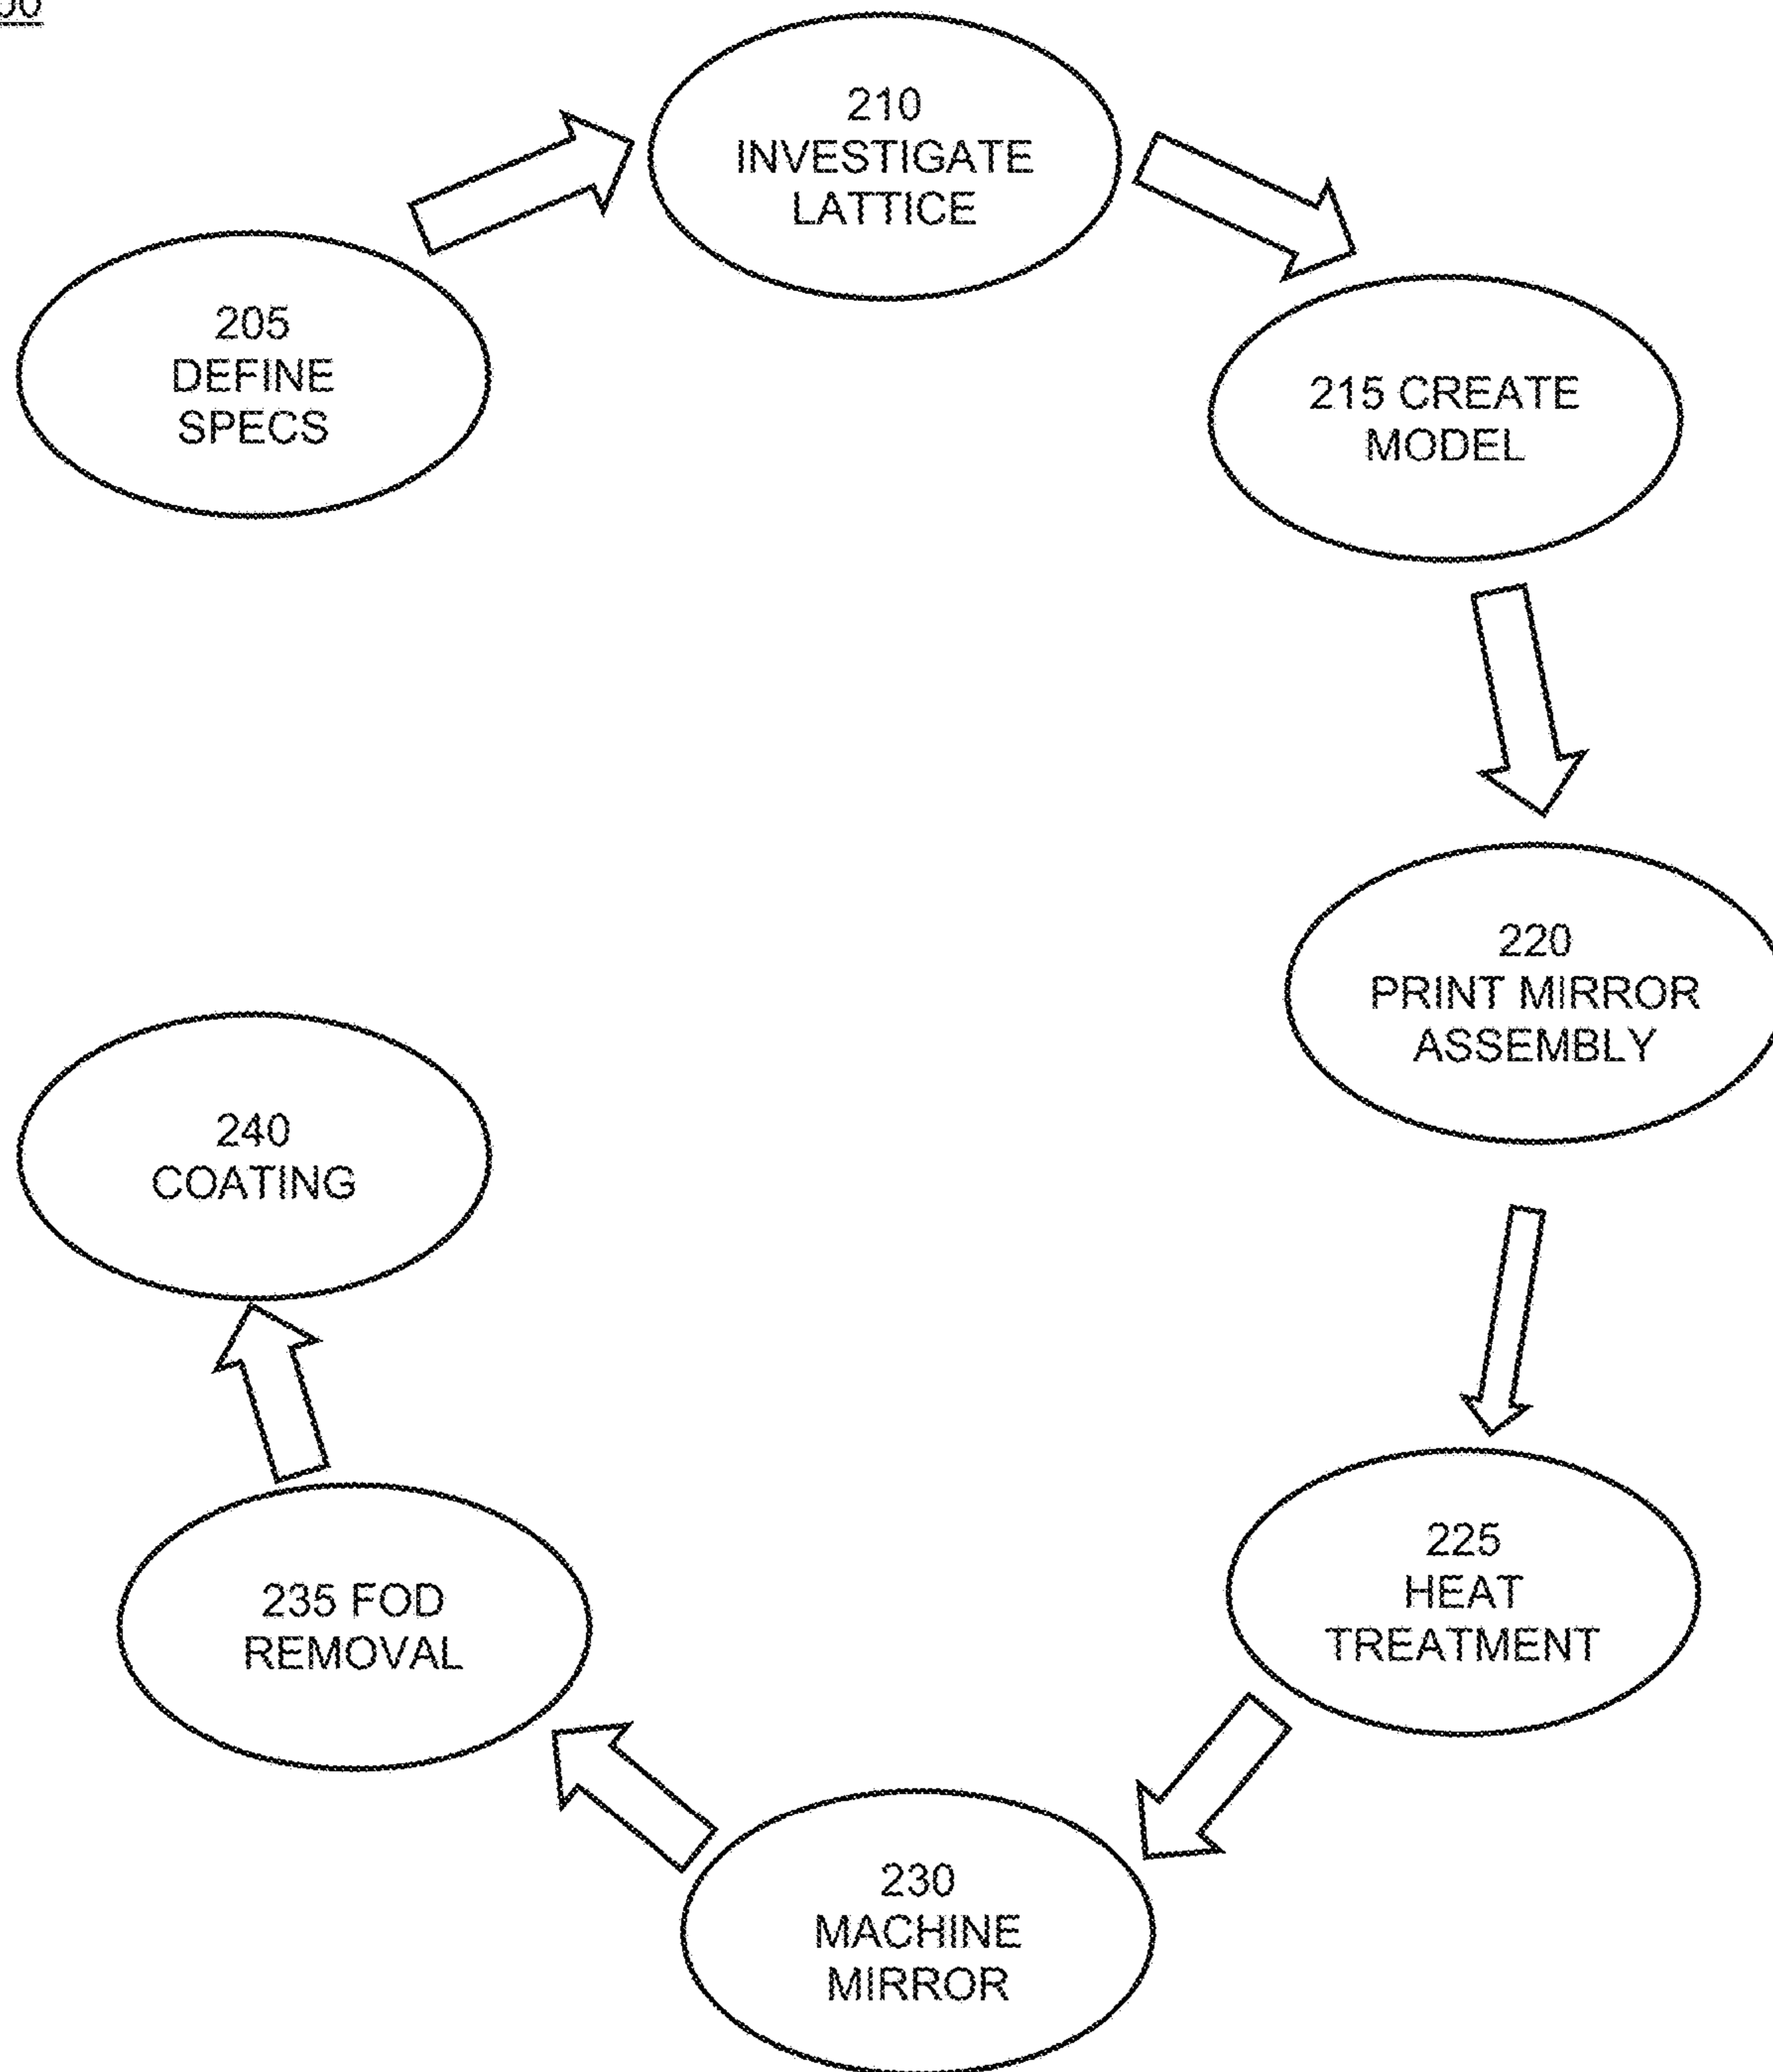 210
INVESTIGATE
LATTICE
205
DEFINE
SPECS
215 CREATE
MODEL
220
PRINT MIRROR
ASSEMBLY
240
COATING
225
HEAT
TREATMENT
235 FOD
REMOVAL
230
MACHINE
MIRROR